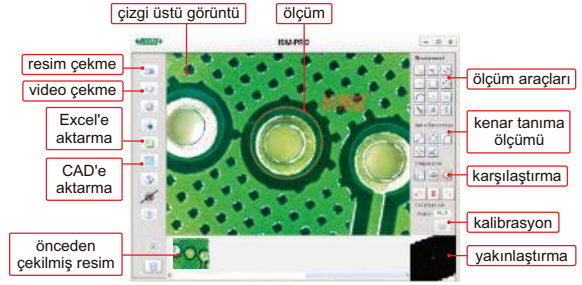 çizgi üstü görüntü
ölçüm
ISM-PRO
resim çekme
video çekme
Excel'e
aktarma
CAD'e
aktarma
önceden
çekilmiş resim
ölçüm araçları
kenar tanıma
ölçümü
karşılaştırma
kalibrasyon
yakınlaştırma